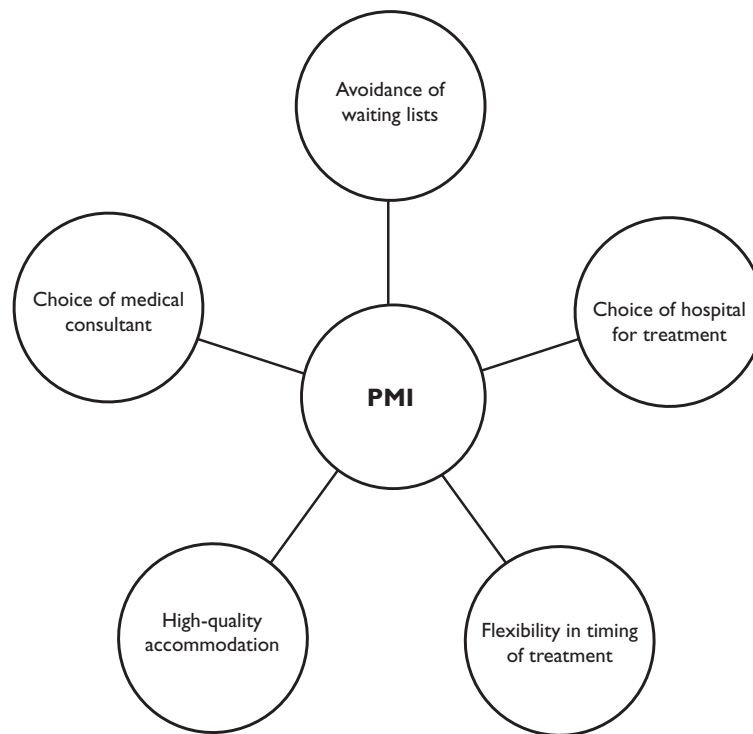 Avoidance of
waiting lists
Choice of medical
consultant
Choice of hospital
for treatment
PMI
High-quality
accommodation
Flexibility in timing
of treatment